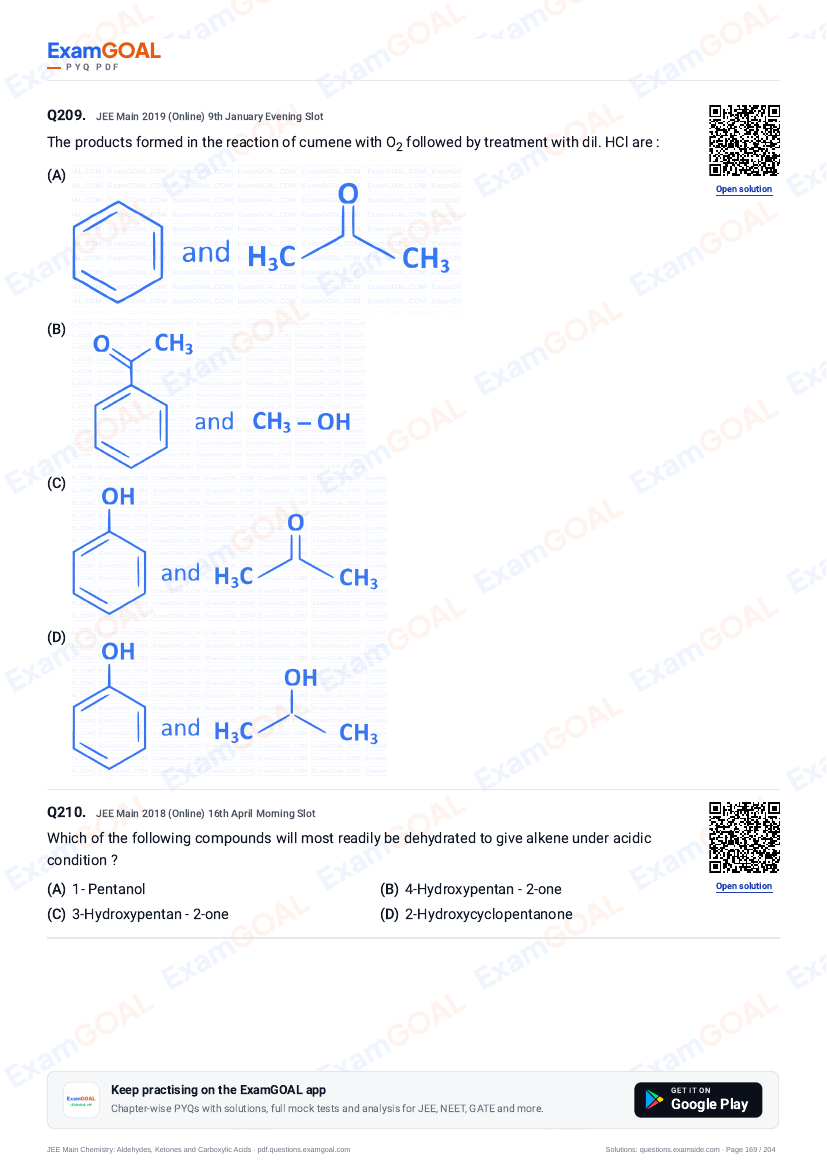 ExamGOAL
PYQ PDF
Q209. JEE Main 2019 (Online) 9th January Evening Slot
The products formed in the reaction of cumene with O2 followed by treatment with dil. HCl are :
Open solution
(A)
O
and H3C CH3
(B)
O CH3
and CH3 – OH
(C)
OH
O
and H3C CH3
(D)
OH
OH
and H3C CH3
Q210. JEE Main 2018 (Online) 16th April Morning Slot
Which of the following compounds will most readily be dehydrated to give alkene under acidic
condition ?
Open solution
(A) 1- Pentanol (B) 4-Hydroxypentan - 2-one
(C) 3-Hydroxypentan - 2-one (D) 2-Hydroxycyclopentanone
Keep practising on the ExamGOAL app
Chapter-wise PYQs with solutions, full mock tests and analysis for JEE, NEET, GATE and more.
GET IT ON
Google Play
JEE Main Chemistry: Aldehydes, Ketones and Carboxylic Acids · pdf.questions.examgoal.com
Solutions: questions.examside.com · Page 169 / 204